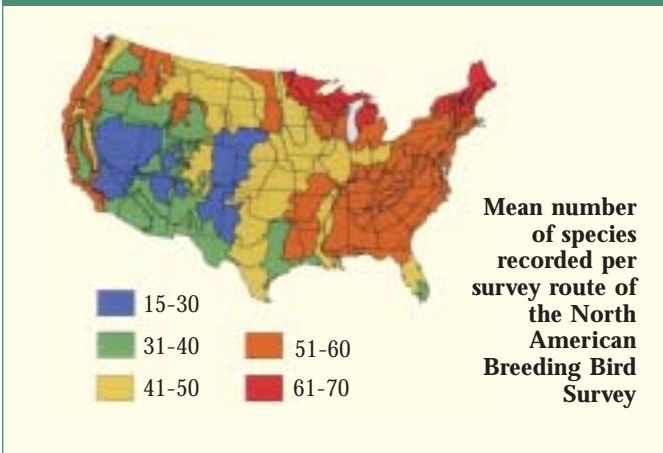 Mean number
of species
recorded per
survey route of
the North
American
Breeding Bird
Survey
15-30
31-40
41-50
51-60
61-70